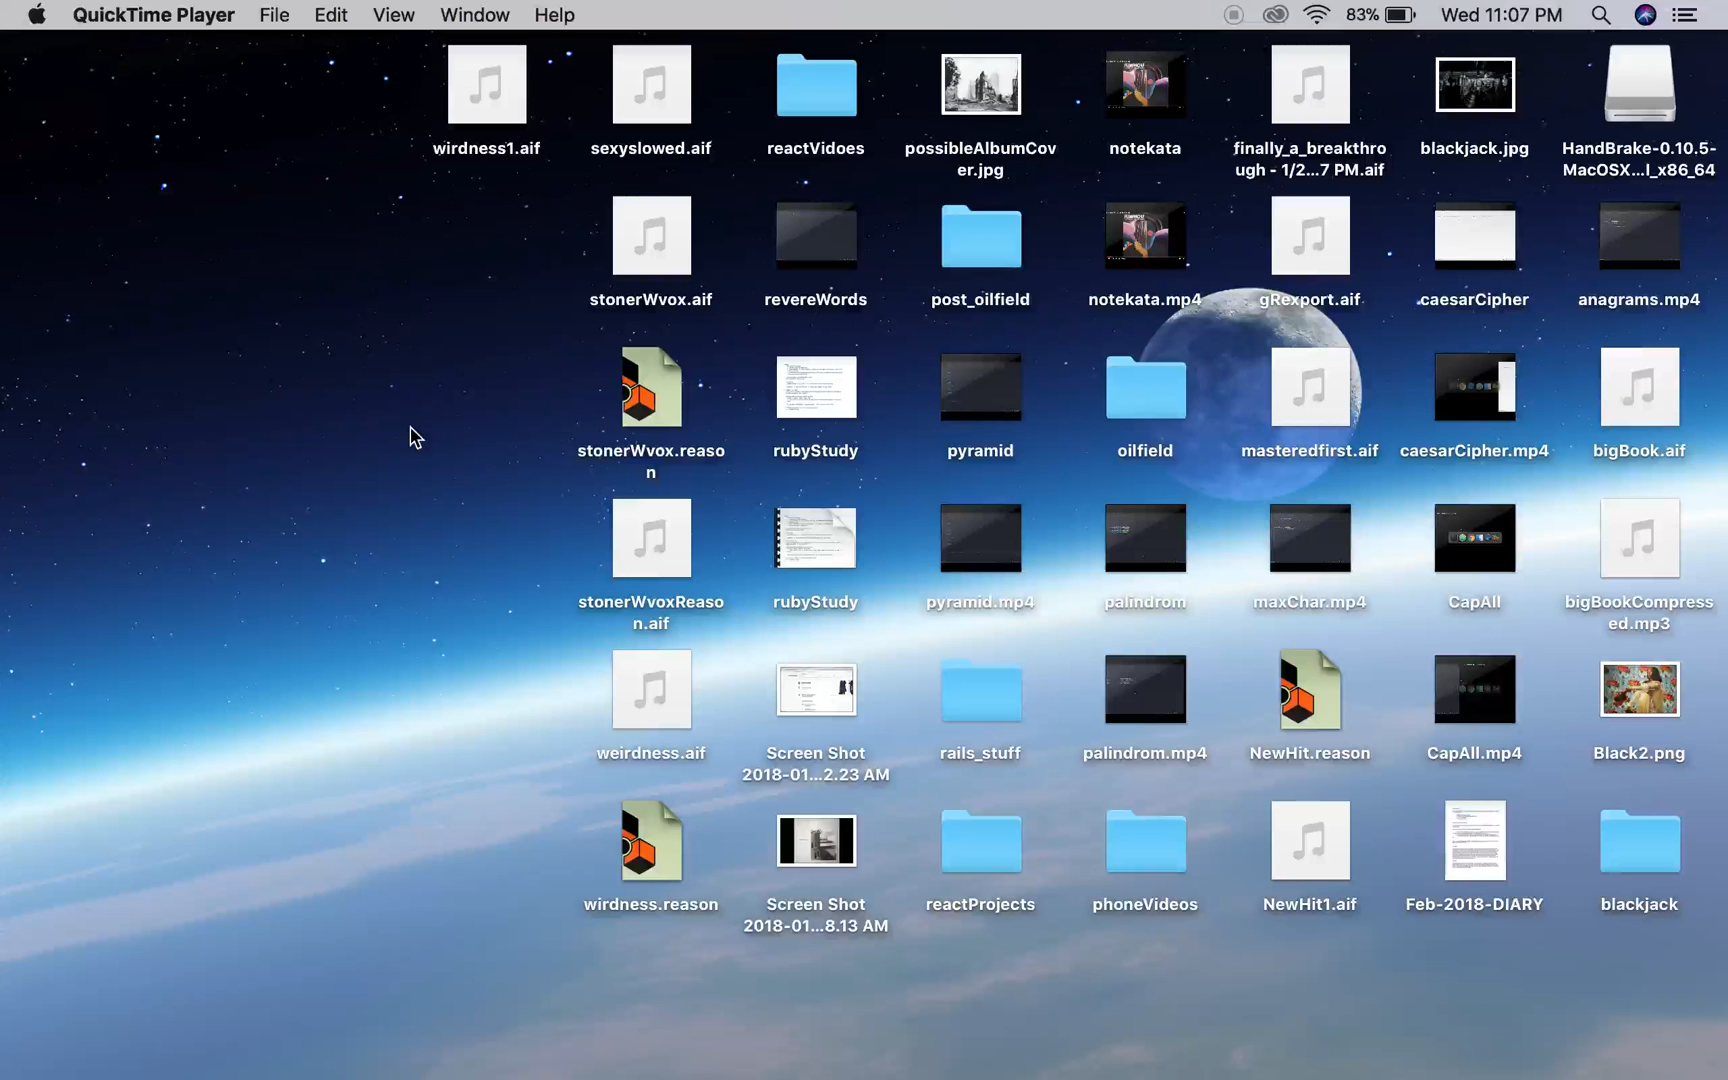 QuickTime Player File Edit View Window Help 83% Wed 11:07 PM
wirdness1.aif sexyslowed.aif reactVidoes possibleAlbumCov notekata finally_a_breakthro blackjack.jpg HandBrake-0.10.5-
er.jpg ugh - 1/2...7 PM.aif MacOSX...l_x86_64
stonerWvox.aif revereWords post_oilfield notekata.mp4 gRexport.aif caesarCipher anagrams.mp4
stonerWvox.reaso rubyStudy pyramid oilfield masteredfirst.aif caesarCipher.mp4 bigBook.aif
n
stonerWvoxReaso rubyStudy pyramid.mp4 palindrom maxChar.mp4 CapAll bigBookCompress
n.aif ed.mp3
weirdness.aif Screen Shot rails_stuff palindrom.mp4 NewHit.reason CapAll.mp4 Black2.png
2018-01...2.23 AM
wirdness.reason Screen Shot reactProjects phoneVideos NewHit1.aif Feb-2018-DIARY blackjack
2018-01...8.13 AM